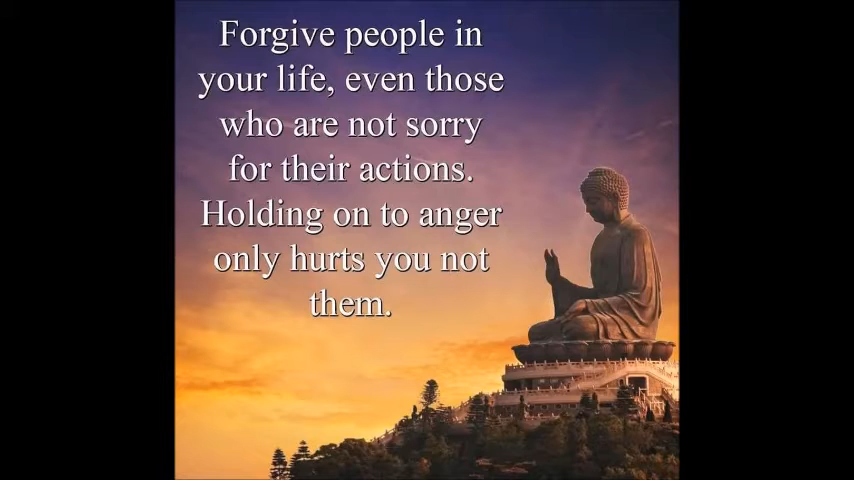 Forgive people in
your life, even those
who are not sorry
for their actions.
Holding on to anger
only hurts you not
them.